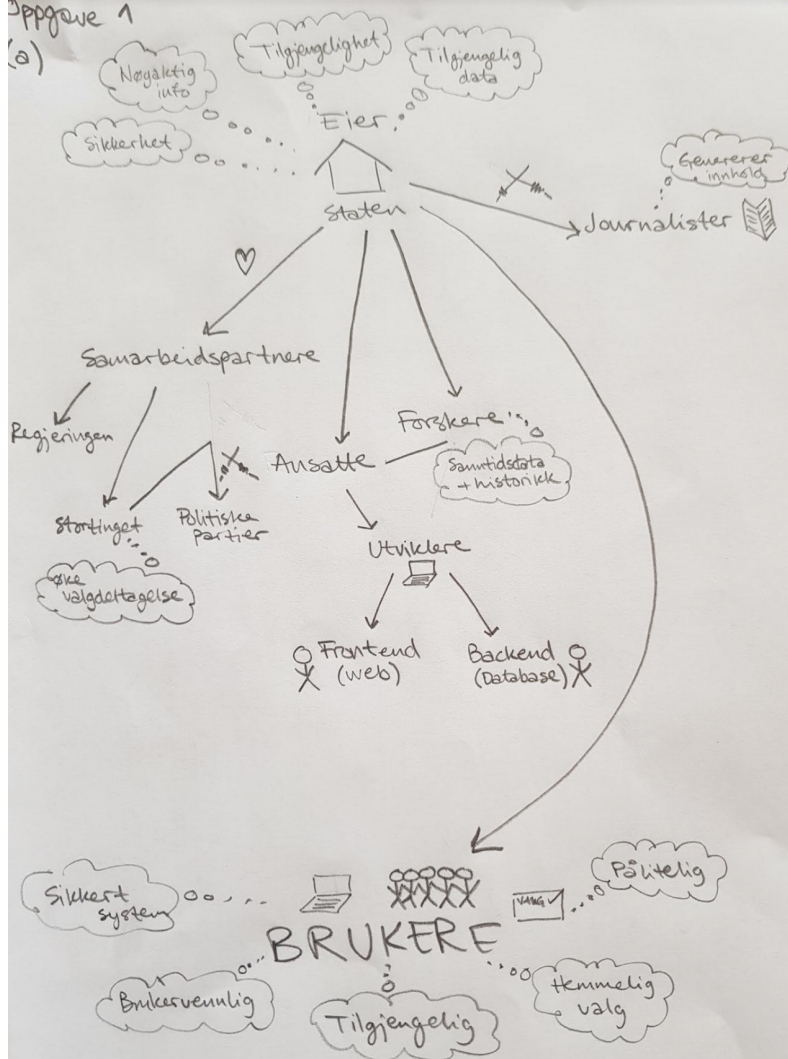 Oppgave 1
(a)
Tilgjengelighet
Tilgjengelig
data
Nøyaktig
info
Sikkerhet
Eier
Staten
Genererer
innhold
Journalister
Samarbeidspartnere
Regjeringen
Stortinget
Politiske
partier
øke
valgdeltagelse
Ansatte
Forskere
Sanntidsdata
+ historikk
Utviklere
Frontend
(web)
Backend
(Database)
Sikkert
system
VALG
Pålitelig
BRUKERE
Brukervennlig
Tilgjengelig
Hemmelig
valg